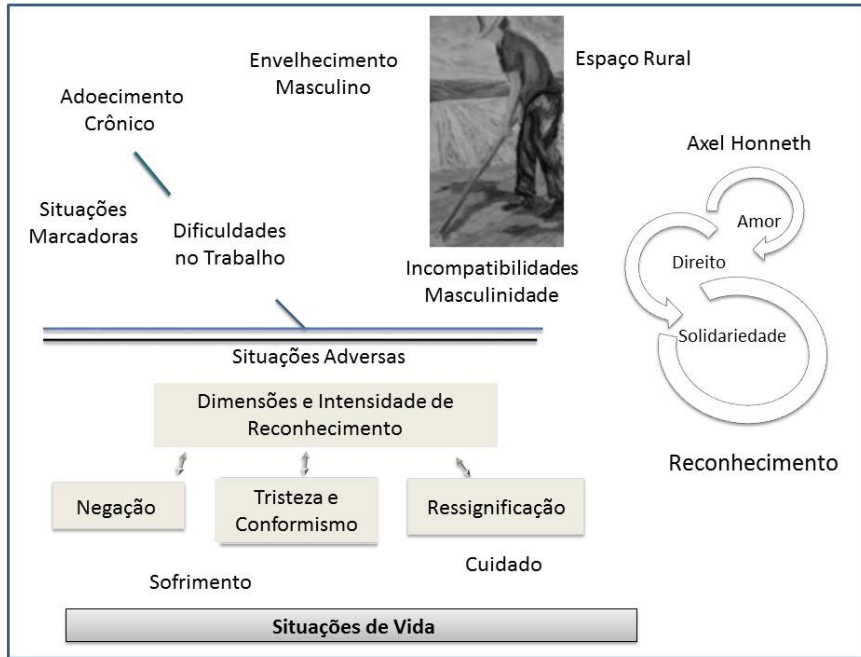 Envelhecimento
Masculino
Espaço Rural
Adoecimento
Crônico
Axel Honneth
Situações
Marcadoras
Dificuldades
no Trabalho
Amor
Direito
Incompatibilidades
Masculinidade
Solidariedade
Situações Adversas
Dimensões e Intensidade de
Reconhecimento
Reconhecimento
Negação
Tristeza e
Conformismo
Ressignificação
Cuidado
Sofrimento
Situações de Vida